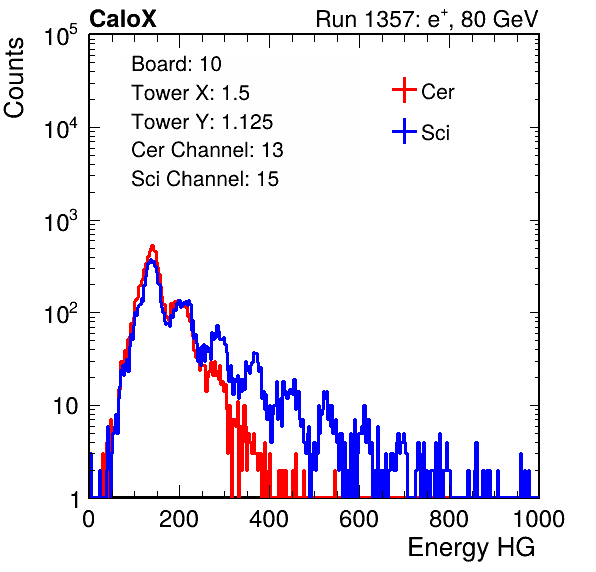 CaloX Run 1357: e⁺, 80 GeV
Counts
Board: 10
Tower X: 1.5
Tower Y: 1.125
Cer Channel: 13
Sci Channel: 15
Cer
Sci
10⁵
10⁴
10³
10²
10
1
0 200 400 600 800 1000
Energy HG